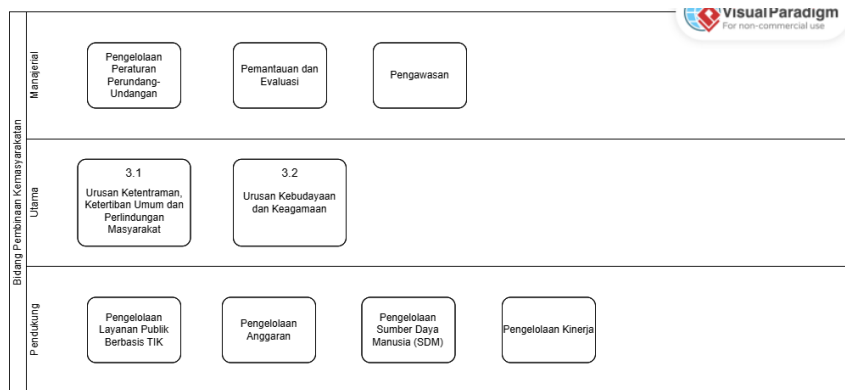 VisualParadigm
For non-commercial use
Bidang Pembinaan Kemasyarakatan
Manajerial
Pengelolaan
Peraturan
Perundang-
Undangan
Pemantauan dan
Evaluasi
Pengawasan
Utama
3.1
Urusan Ketentraman,
Ketertiban Umum dan
Perlindungan
Masyarakat
3.2
Urusan Kebudayaan
dan Keagamaan
Pendukung
Pengelolaan
Layanan Publik
Berbasis TIK
Pengelolaan
Anggaran
Pengelolaan
Sumber Daya
Manusia (SDM)
Pengelolaan Kinerja